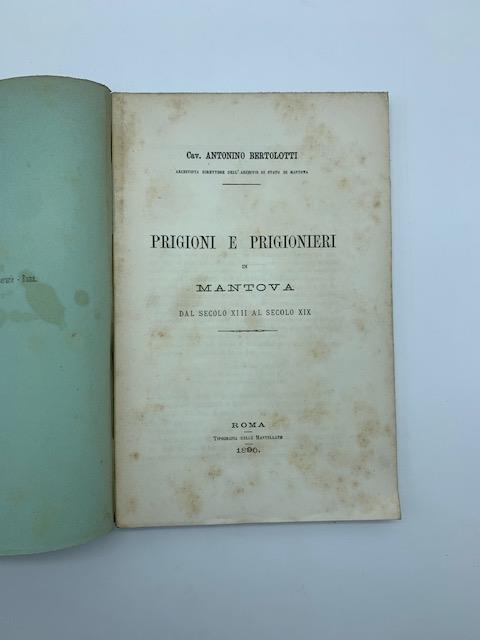 Cav. ANTONINO BERTOLOTTI
ARCHIVISTA DIRETTORE DELL'ARCHIVIO DI STATO DI MANTOVA
PRIGIONI E PRIGIONIERI
IN
MANTOVA
DAL SECOLO XIII AL SECOLO XIX
ROMA
TIPOGRAFIA DELLE MANTELLATE
1890.
- Roma.